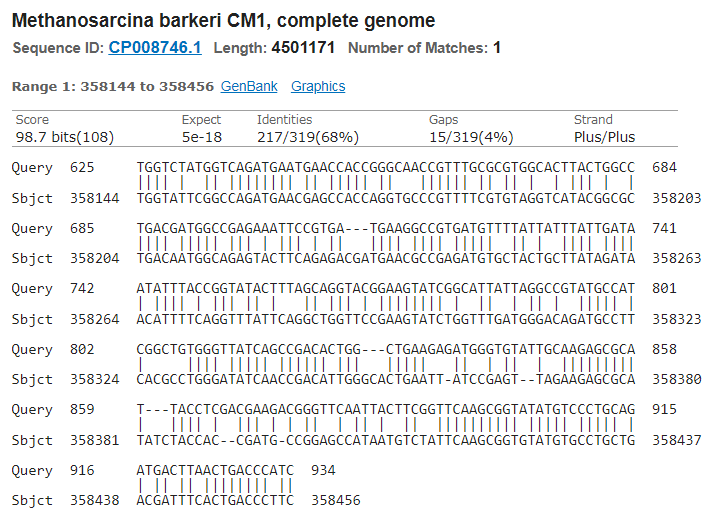 Methanosarcina barkeri CM1, complete genome
Sequence ID: CP008746.1 Length: 4501171 Number of Matches: 1
Range 1: 358144 to 358456 GenBank Graphics
Score Expect Identities Gaps Strand
98.7 bits(108) 5e-18 217/319(68%) 15/319(4%) Plus/Plus
Query 625 TGGTCTATGGTCAGATGAATGAACCACCGGGCAACCGTTTGCGCGTGGCACTTACTGGCC 684
Sbjct 358144 TGGTATTCGGCCAGATGAACGAGCCACCAGGTGCCCGTTTTCGTGTAGGTCATACGGCGC 358203
Query 685 TGACGATGGCCGAGAAATTCCGTGA---TGAAGGCCGTGATGTTTTATTATTTATTGATA 741
Sbjct 358204 TGACAATGGCAGAGTACTTCAGAGACGATGAACGCCGAGATGTGCTACTGCTTATAGATA 358263
Query 742 ATATTTACCGGTATACTTTAGCAGGTACGGAAGTATCGGCATTATTAGGCCGTATGCCAT 801
Sbjct 358264 ACATTTTCAGGTTTATTCAGGCTGGTTCCGAAGTATCTGGTTTGATGGGACAGATGCCTT 358323
Query 802 CGGCTGTGGGTTATCAGCCGACACTGG---CTGAAGAGATGGGTGTATTGCAAGAGCGCA 858
Sbjct 358324 CACGCCTGGGATATCAACCGACATTGGGCACTGAATT-ATCCGAGT--TAGAAGAGCGCA 358380
Query 859 T---TACCTCGACGAAGACGGGTTCAATTACTTCGGTTCAAGCGGTATATGTCCCTGCAG 915
Sbjct 358381 TATCTACCAC--CGATG-CCGGAGCCATAATGTCTATTCAAGCGGTGTATGTGCCTGCTG 358437
Query 916 ATGACTTAACTGACCCATC 934
Sbjct 358438 ACGATTTCACTGACCCTTC 358456